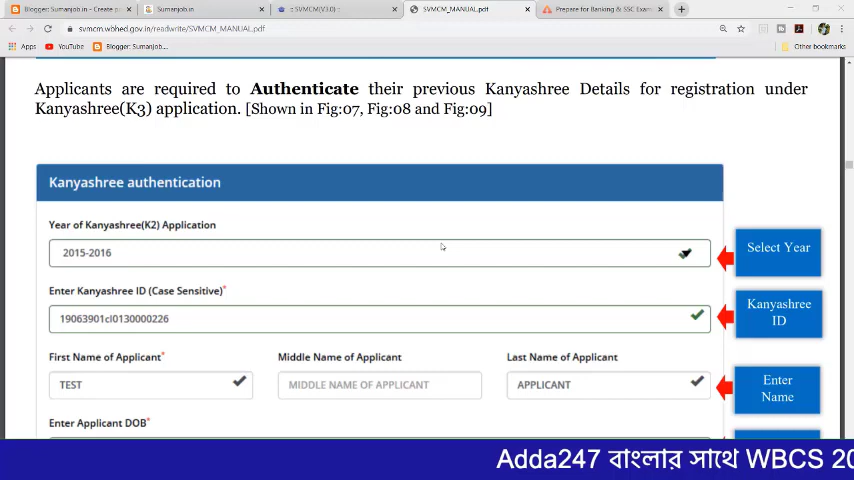 Blogger: Sumanjob.in - Create p
Sumanjob.in
:: SVMCM(V3.0) ::
SVMCM_MANUAL.pdf
Prepare for Banking & SSC Exam
svmcm.wbhed.gov.in/readwrite/SVMCM_MANUAL.pdf
Apps
YouTube
Blogger: Sumanjob....
Other bookmarks
Applicants are required to Authenticate their previous Kanyashree Details for registration under
Kanyashree(K3) application. [Shown in Fig:07, Fig:08 and Fig:09]
Kanyashree authentication
Year of Kanyashree(K2) Application
2015-2016
Select Year
Enter Kanyashree ID (Case Sensitive)*
19063901cl0130000226
Kanyashree
ID
First Name of Applicant*
Middle Name of Applicant
Last Name of Applicant
TEST
MIDDLE NAME OF APPLICANT
APPLICANT
Enter
Name
Enter Applicant DOB*
Adda247 বাংলার সাথে WBCS 20